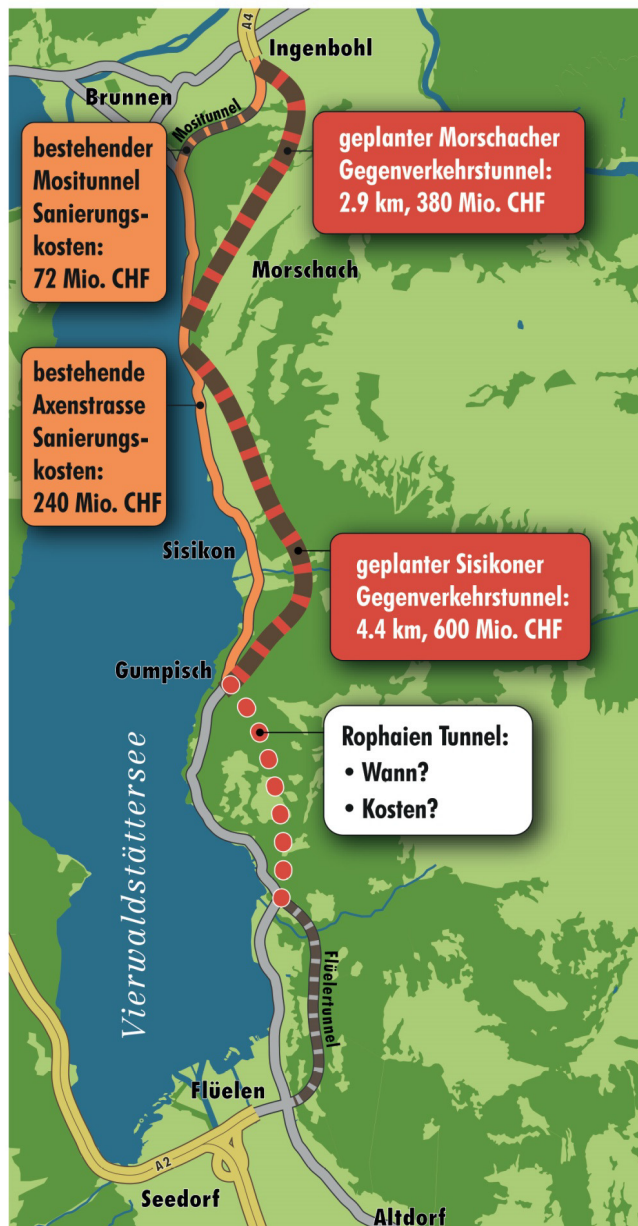 A4
Ingenbohl
Brunnen
Mositunnel
bestehender
Mositunnel
Sanierungs-
kosten:
72 Mio. CHF
geplanter Morschacher
Gegenverkehrstunnel:
2.9 km, 380 Mio. CHF
Morschach
bestehende
Axenstrasse
Sanierungs-
kosten:
240 Mio. CHF
Sisikon
geplanter Sisikoner
Gegenverkehrstunnel:
4.4 km, 600 Mio. CHF
Gumpisch
Rophaien Tunnel:
• Wann?
• Kosten?
Vierwaldstättersee
Flüelertunnel
Flüelen
A2
Seedorf
Altdorf